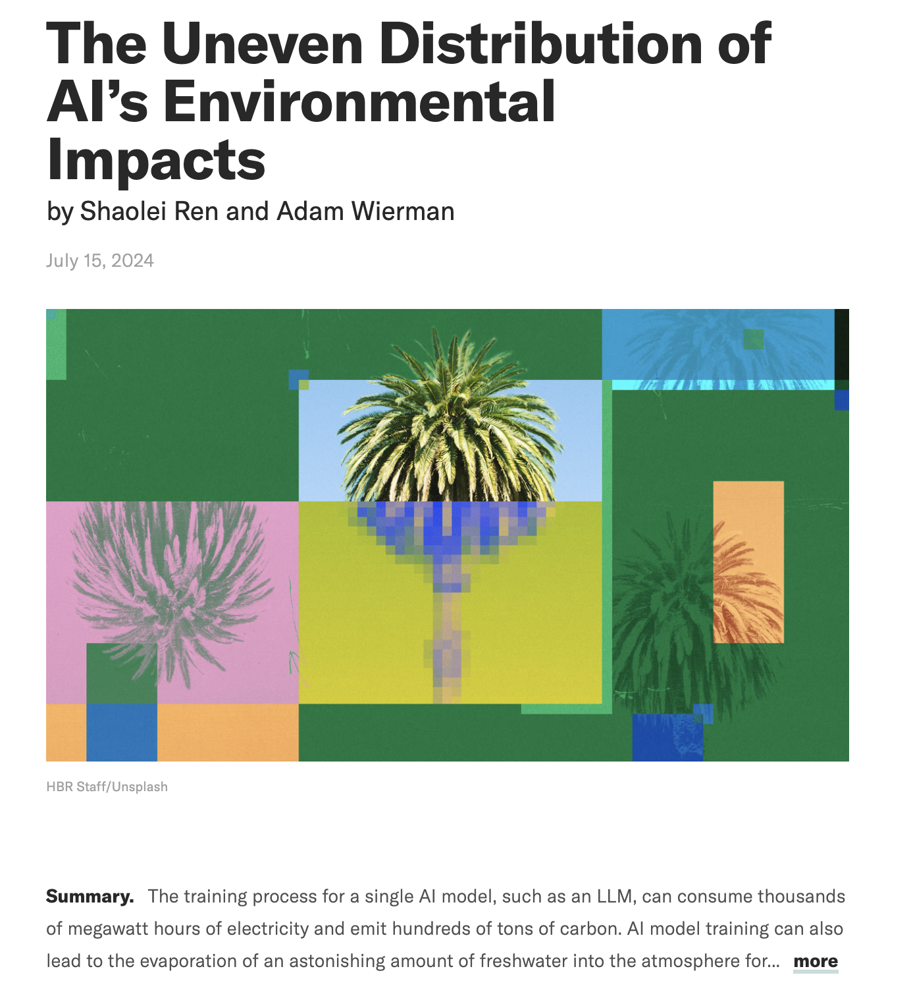 The Uneven Distribution of
AI’s Environmental
Impacts
by Shaolei Ren and Adam Wierman
July 15, 2024
HBR Staff/Unsplash
Summary. The training process for a single AI model, such as an LLM, can consume thousands
of megawatt hours of electricity and emit hundreds of tons of carbon. AI model training can also
lead to the evaporation of an astonishing amount of freshwater into the atmosphere for... more